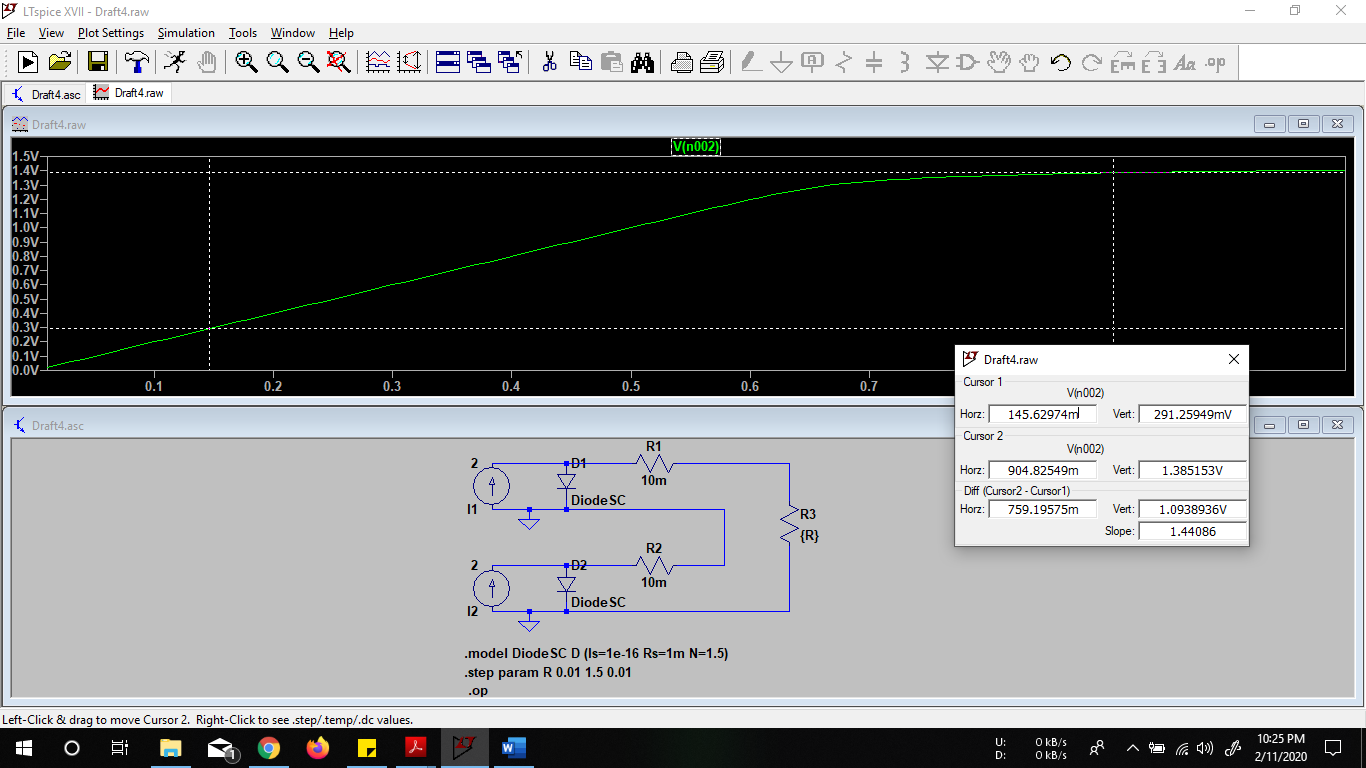 LTspice XVII - Draft4.raw
File View Plot Settings Simulation Tools Window Help
Draft4.asc Draft4.raw
Draft4.raw
V(n002)
1.5V
1.4V
1.3V
1.2V
1.1V
1.0V
0.9V
0.8V
0.7V
0.6V
0.5V
0.4V
0.3V
0.2V
0.1V
0.0V
0.1 0.2 0.3 0.4 0.5 0.6 0.7
Draft4.raw
Cursor 1
V(n002)
Horz: 145.62974m Vert: 291.25949mV
Cursor 2
V(n002)
Horz: 904.82549m Vert: 1.385153V
Diff (Cursor2 - Cursor1)
Horz: 759.19575m Vert: 1.0938936V
Slope: 1.44086
Draft4.asc
R1
2 D1
10m
DiodeSC
I1
R3
{R}
R2
2 D2
10m
DiodeSC
I2
.model DiodeSC D (Is=1e-16 Rs=1m N=1.5)
.step param R 0.01 1.5 0.01
.op
Left-Click & drag to move Cursor 2. Right-Click to see .step/.temp/.dc values.
1
U: 0 kB/s
D: 0 kB/s
10:25 PM
2/11/2020